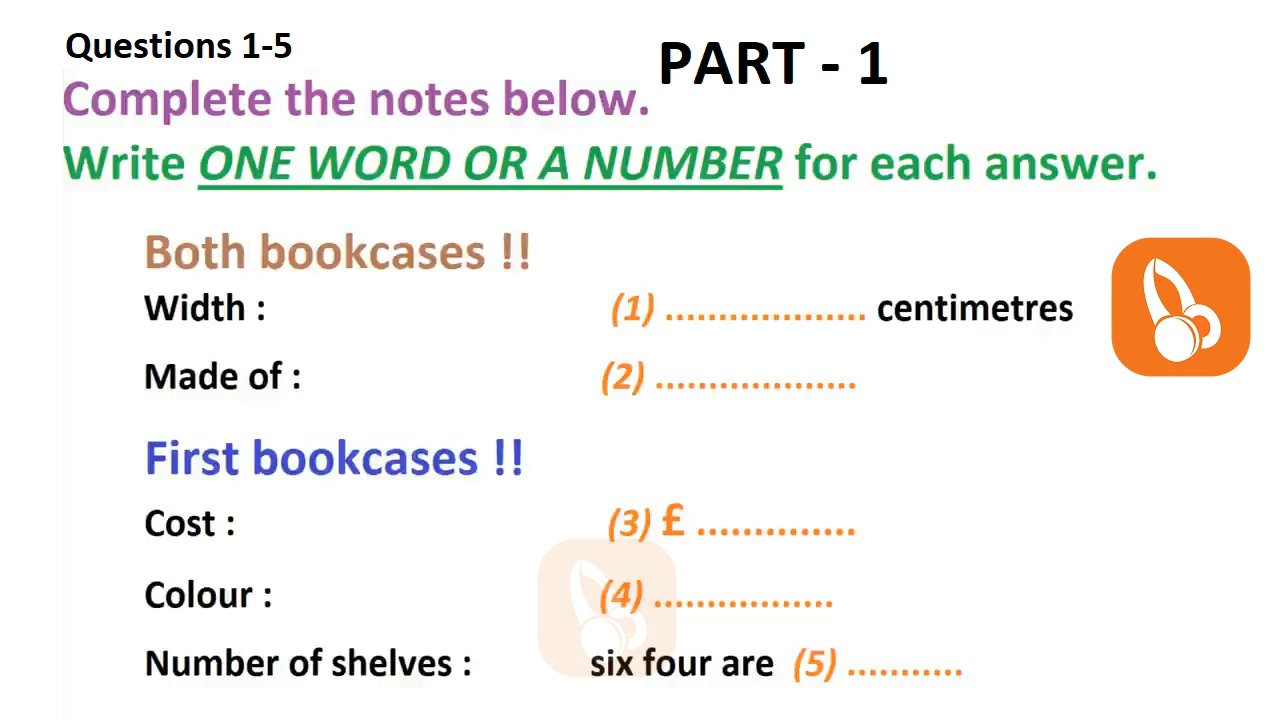 Questions 1-5
PART - 1
Complete the notes below.
Write ONE WORD OR A NUMBER for each answer.
Both bookcases !!
Width : (1) ................... centimetres
Made of : (2) ...................
First bookcases !!
Cost : (3) £ ...............
Colour : (4) .................
Number of shelves : six four are (5) ...........